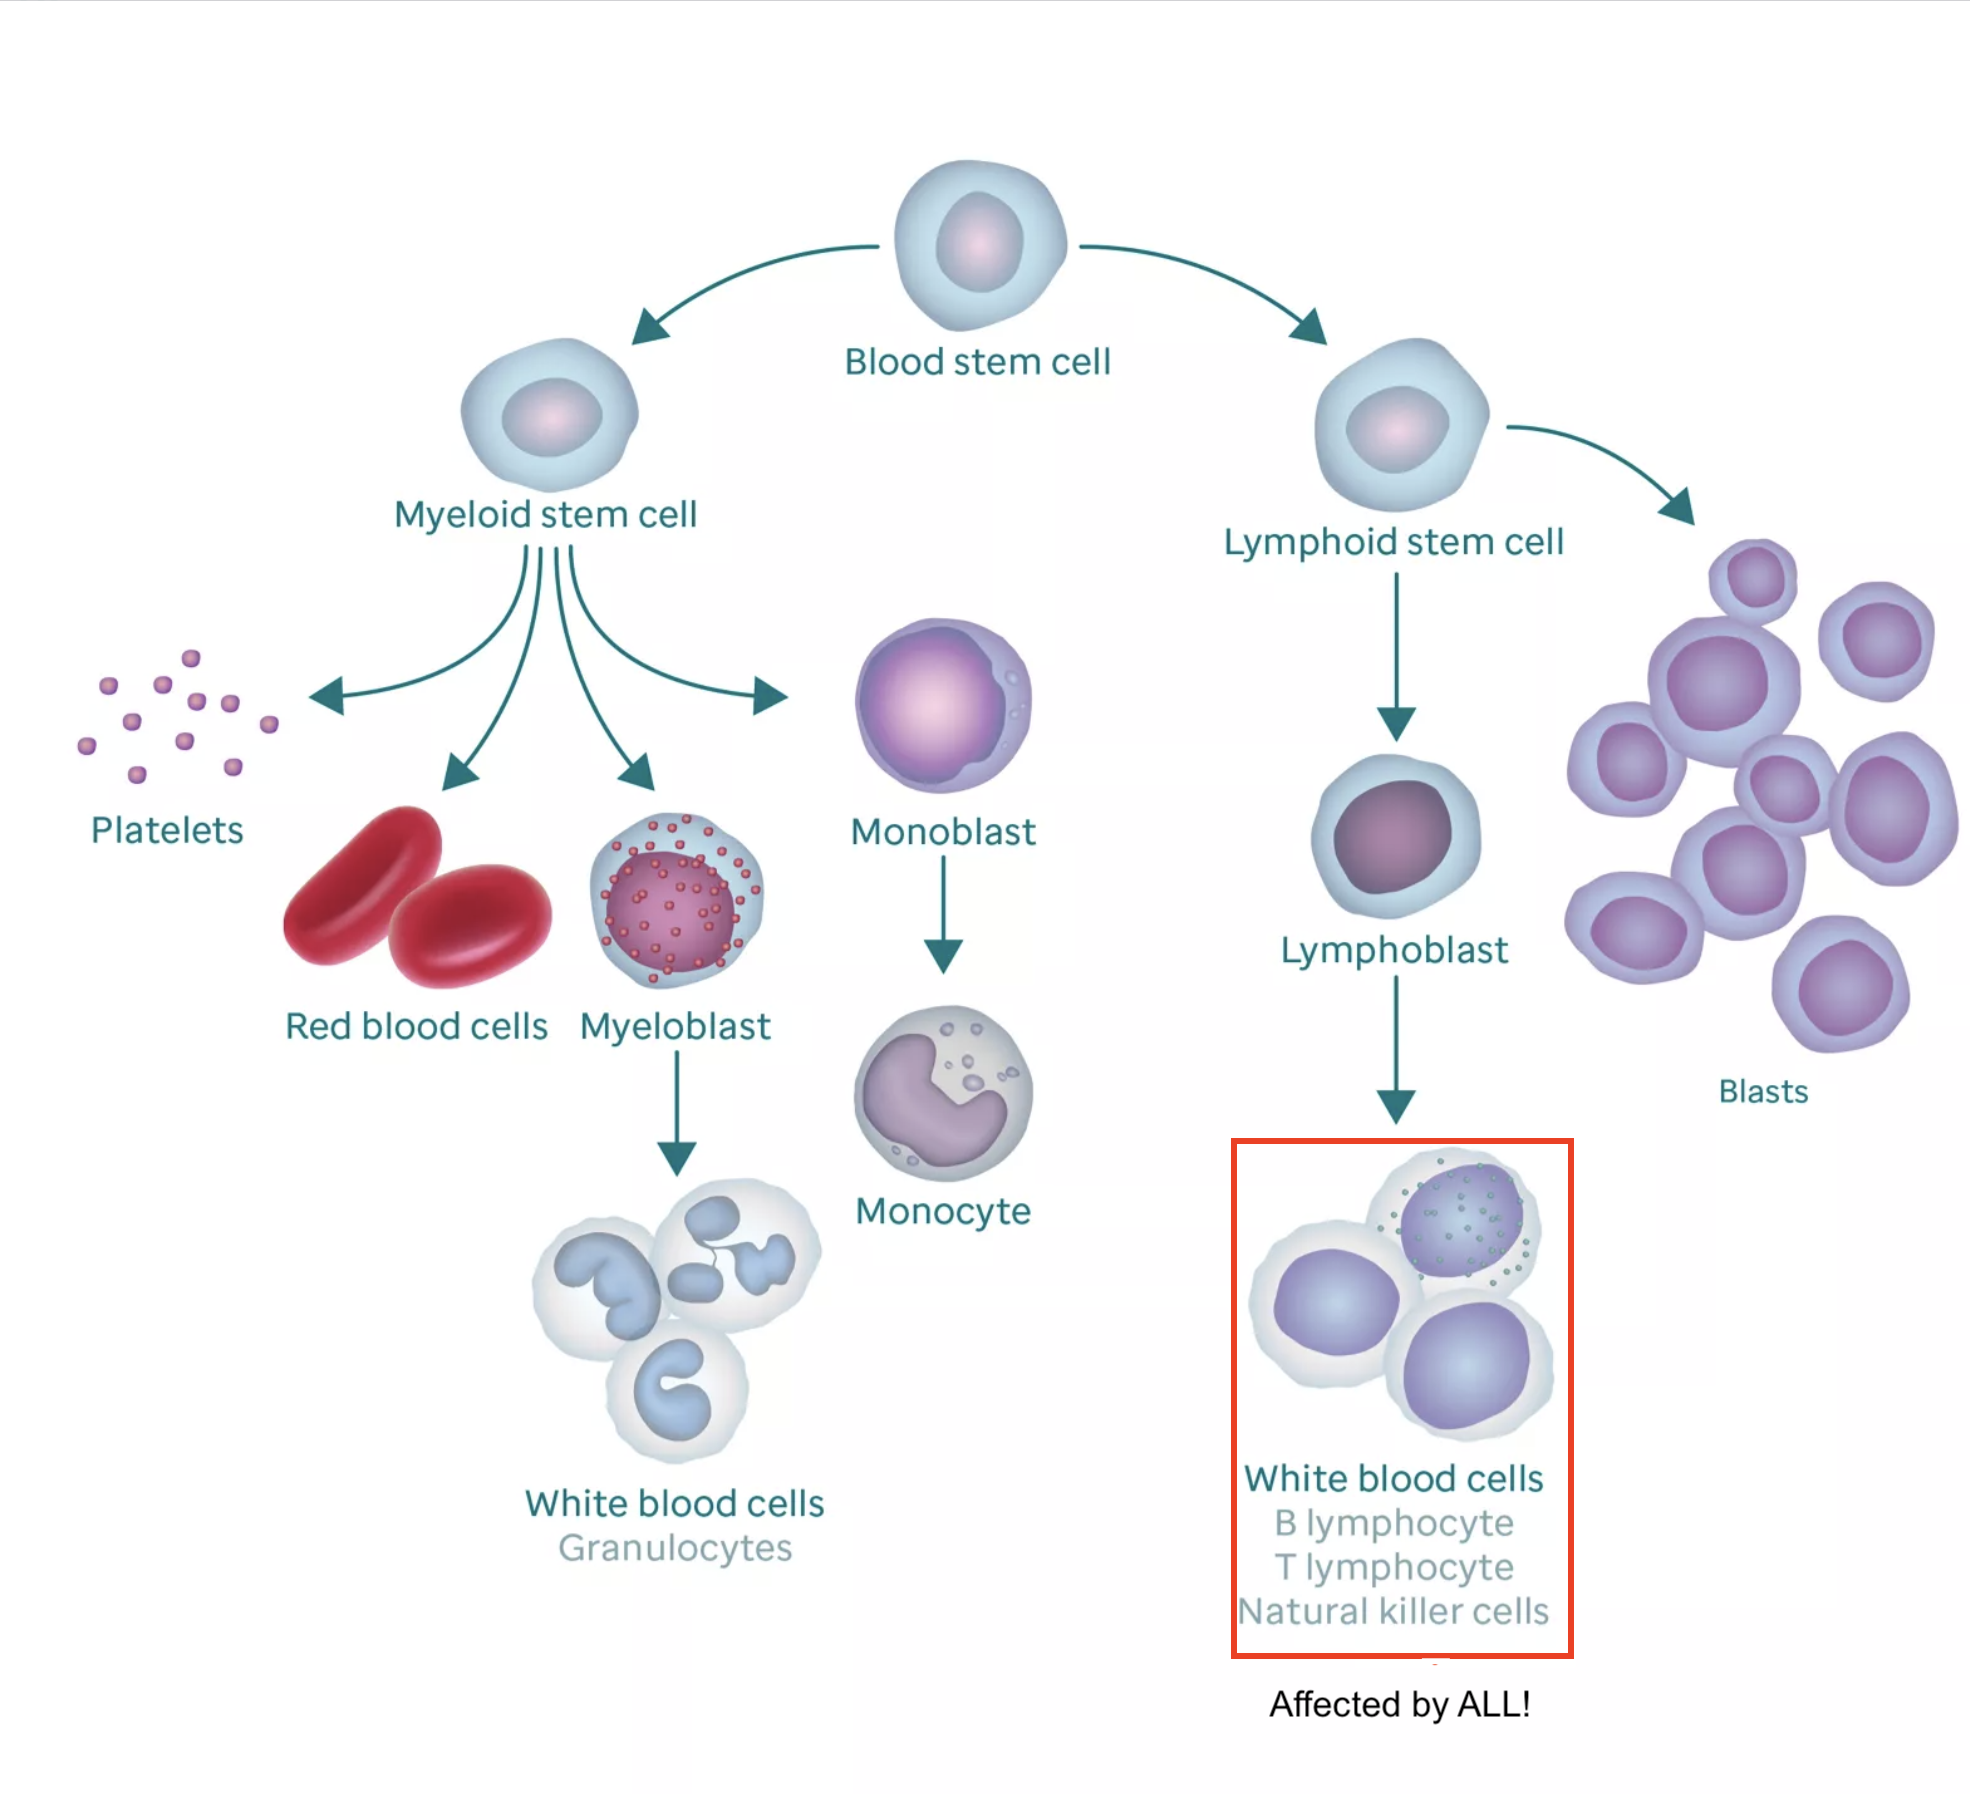 Blood stem cell
Myeloid stem cell
Lymphoid stem cell
Platelets
Monoblast
Red blood cells
Myeloblast
Lymphoblast
Blasts
Monocyte
White blood cells
Granulocytes
White blood cells
B lymphocyte
T lymphocyte
Natural killer cells
Affected by ALL!